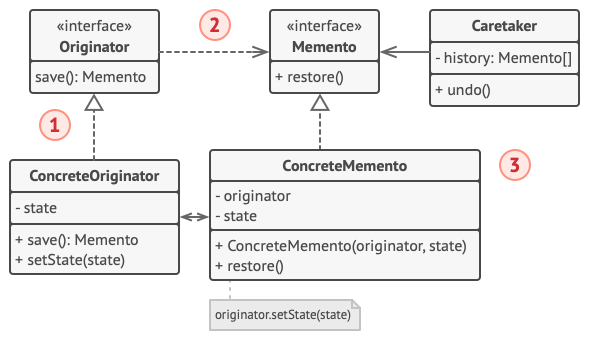 «interface»
Originator
save(): Memento
2
«interface»
Memento
+ restore()
Caretaker
- history: Memento[]
+ undo()
1
ConcreteOriginator
- state
+ save(): Memento
+ setState(state)
ConcreteMemento
- originator
- state
+ ConcreteMemento(originator, state)
+ restore()
3
originator.setState(state)